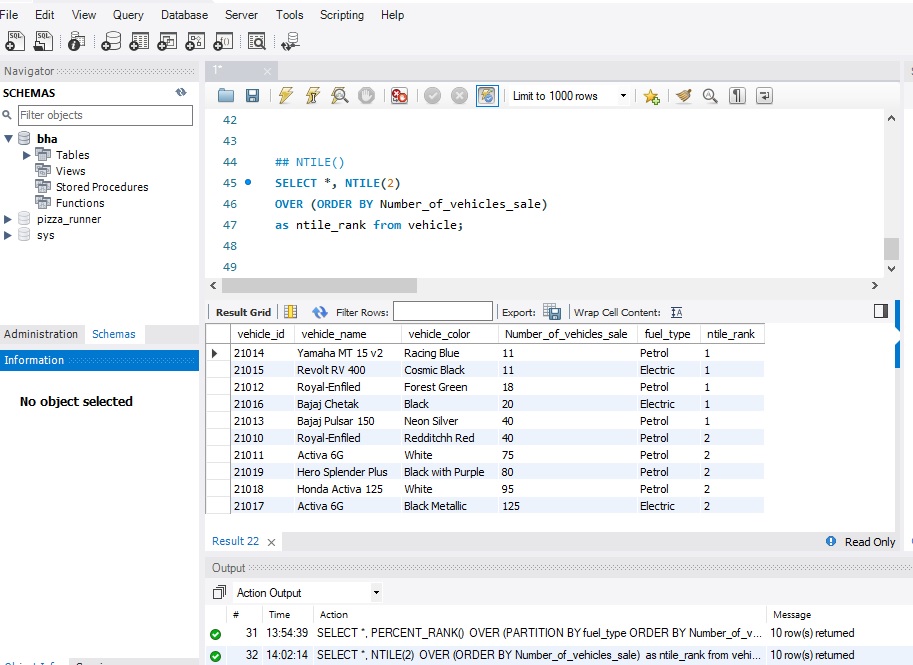 File Edit View Query Database Server Tools Scripting Help
Navigator
1*
SCHEMAS
Limit to 1000 rows
Filter objects
bha
Tables
Views
Stored Procedures
Functions
pizza_runner
sys
42
43
44 ## NTILE()
45 SELECT *, NTILE(2)
46 OVER (ORDER BY Number_of_vehicles_sale)
47 as ntile_rank from vehicle;
48
49
Result Grid Filter Rows: Export: Wrap Cell Content:
Administration Schemas
Information
No object selected
vehicle_id vehicle_name vehicle_color Number_of_vehicles_sale fuel_type ntile_rank
21014 Yamaha MT 15 v2 Racing Blue 11 Petrol 1
21015 Revolt RV 400 Cosmic Black 11 Electric 1
21012 Royal-Enfiled Forest Green 18 Petrol 1
21016 Bajaj Chetak Black 20 Electric 1
21013 Bajaj Pulsar 150 Neon Silver 40 Petrol 1
21010 Royal-Enfiled Redditchh Red 40 Petrol 2
21011 Activa 6G White 75 Petrol 2
21019 Hero Splender Plus Black with Purple 80 Petrol 2
21018 Honda Activa 125 White 95 Petrol 2
21017 Activa 6G Black Metallic 125 Electric 2
Result 22 Read Only
Output
Action Output
# Time Action Message
31 13:54:39 SELECT *, PERCENT_RANK() OVER (PARTITION BY fuel_type ORDER BY Number_of_v... 10 row(s) returned
32 14:02:14 SELECT *, NTILE(2) OVER (ORDER BY Number_of_vehicles_sale) as ntile_rank from vehi... 10 row(s) returned